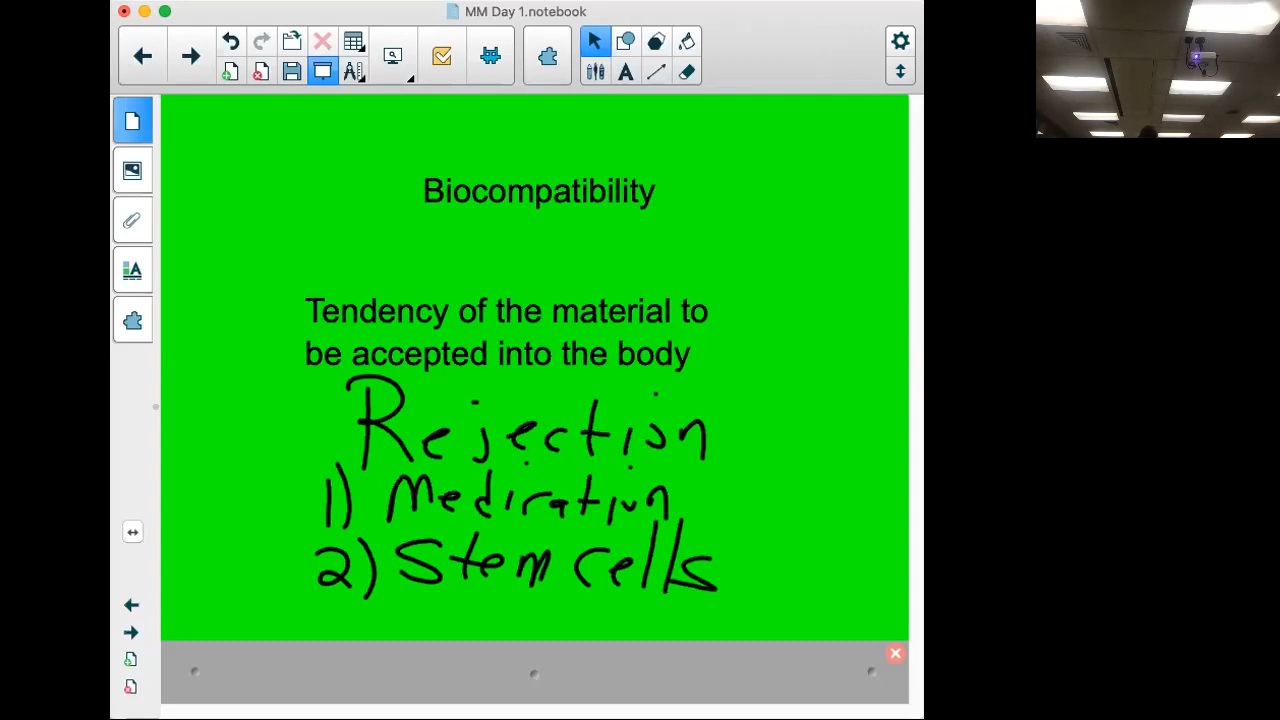 MM Day 1.notebook
Biocompatibility
Tendency of the material to
be accepted into the body
Rejection
1) Medication
2) Stem cells